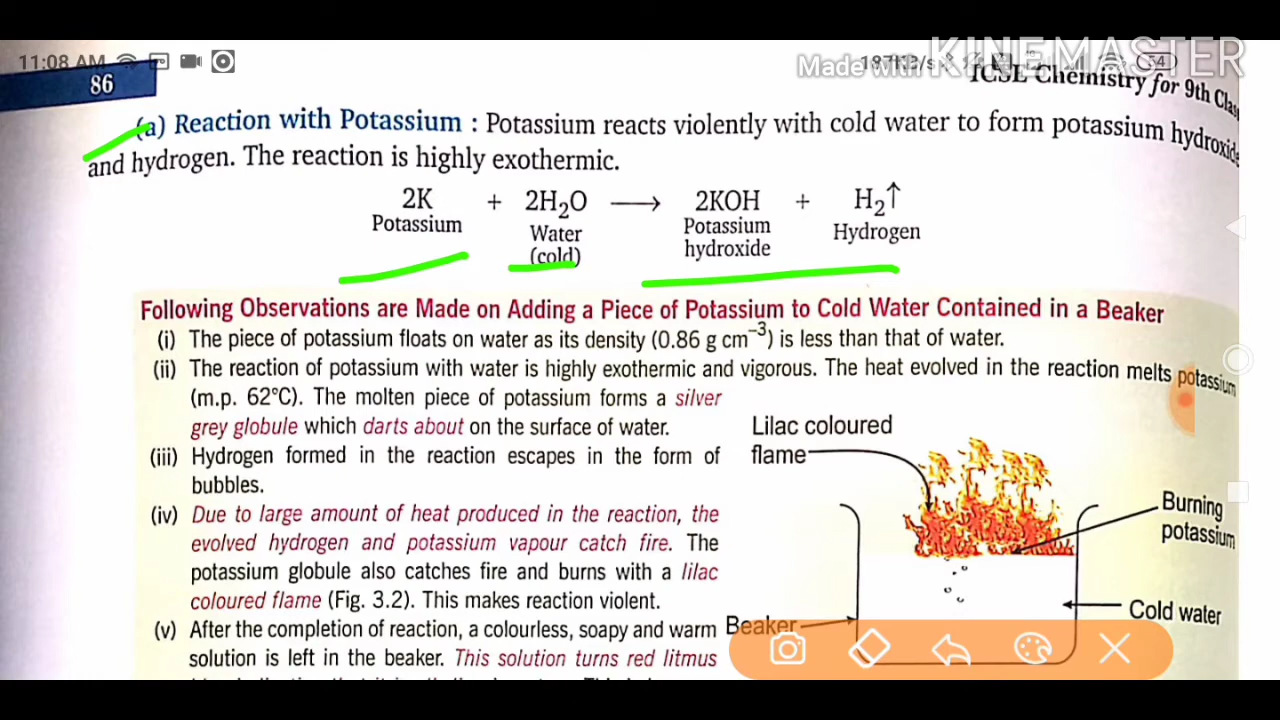 11:08 AM
Made with KINEMASTER
86
ICSE Chemistry for 9th Clas
(a) Reaction with Potassium : Potassium reacts violently with cold water to form potassium hydroxide
and hydrogen. The reaction is highly exothermic.
2K + 2H₂O ⟶ 2KOH + H₂↑
Potassium Water Potassium Hydrogen
(cold) hydroxide
Following Observations are Made on Adding a Piece of Potassium to Cold Water Contained in a Beaker
(i) The piece of potassium floats on water as its density (0.86 g cm⁻³) is less than that of water.
(ii) The reaction of potassium with water is highly exothermic and vigorous. The heat evolved in the reaction melts potassium
(m.p. 62°C). The molten piece of potassium forms a silver
grey globule which darts about on the surface of water.
(iii) Hydrogen formed in the reaction escapes in the form of
bubbles.
(iv) Due to large amount of heat produced in the reaction, the
evolved hydrogen and potassium vapour catch fire. The
potassium globule also catches fire and burns with a lilac
coloured flame (Fig. 3.2). This makes reaction violent.
(v) After the completion of reaction, a colourless, soapy and warm
solution is left in the beaker. This solution turns red litmus
Lilac coloured
flame
Burning
potassium
Cold water
Beaker